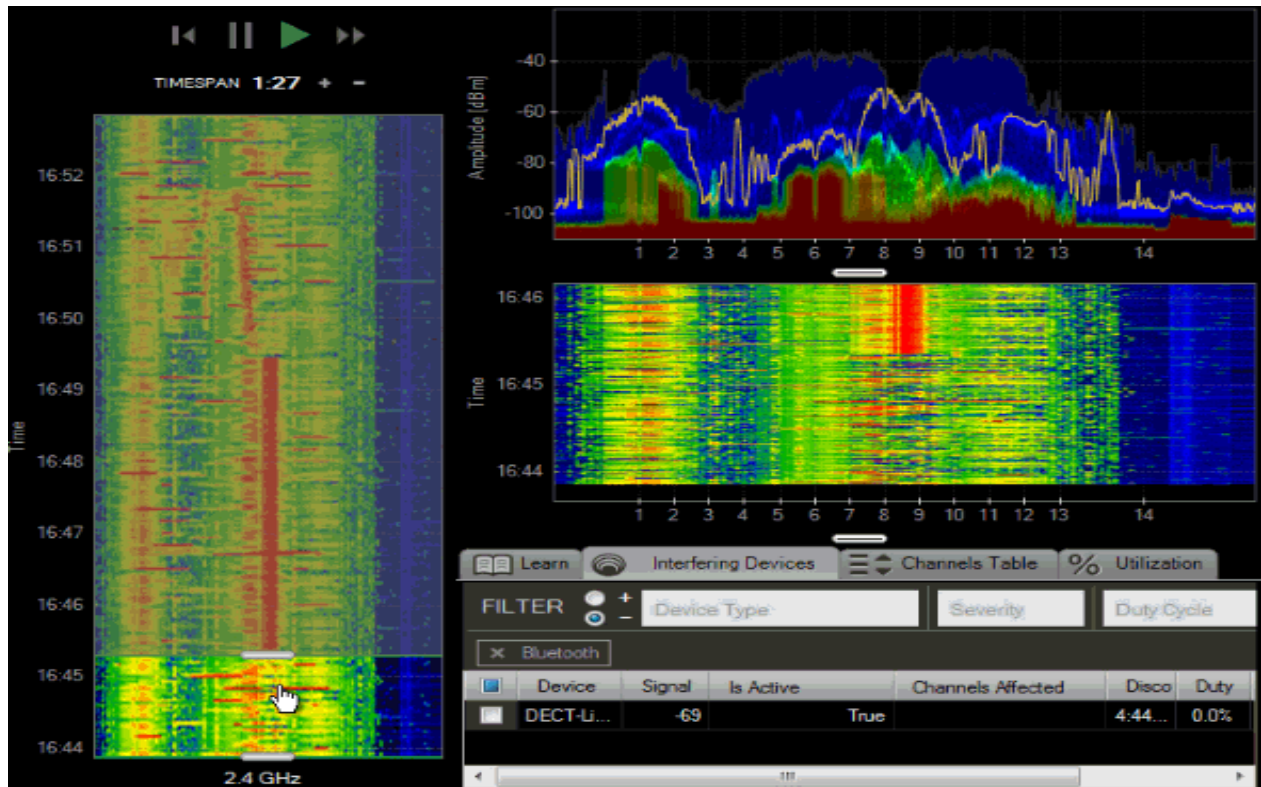 TIMESPAN 1:27 + -
16:52
16:51
16:50
16:49
16:48
16:47
16:46
16:45
16:44
Time
2.4 GHz
Amplitude [dBm]
-40
-60
-80
-100
1 2 3 4 5 6 7 8 9 10 11 12 13 14
Time
16:46
16:45
16:44
1 2 3 4 5 6 7 8 9 10 11 12 13 14
Learn Interfering Devices Channels Table % Utilization
FILTER + - Device Type Severity Duty Cycle
× Bluetooth
Device Signal Is Active Channels Affected Disco Duty
DECT-Li... -69 True 4:44... 0.0%